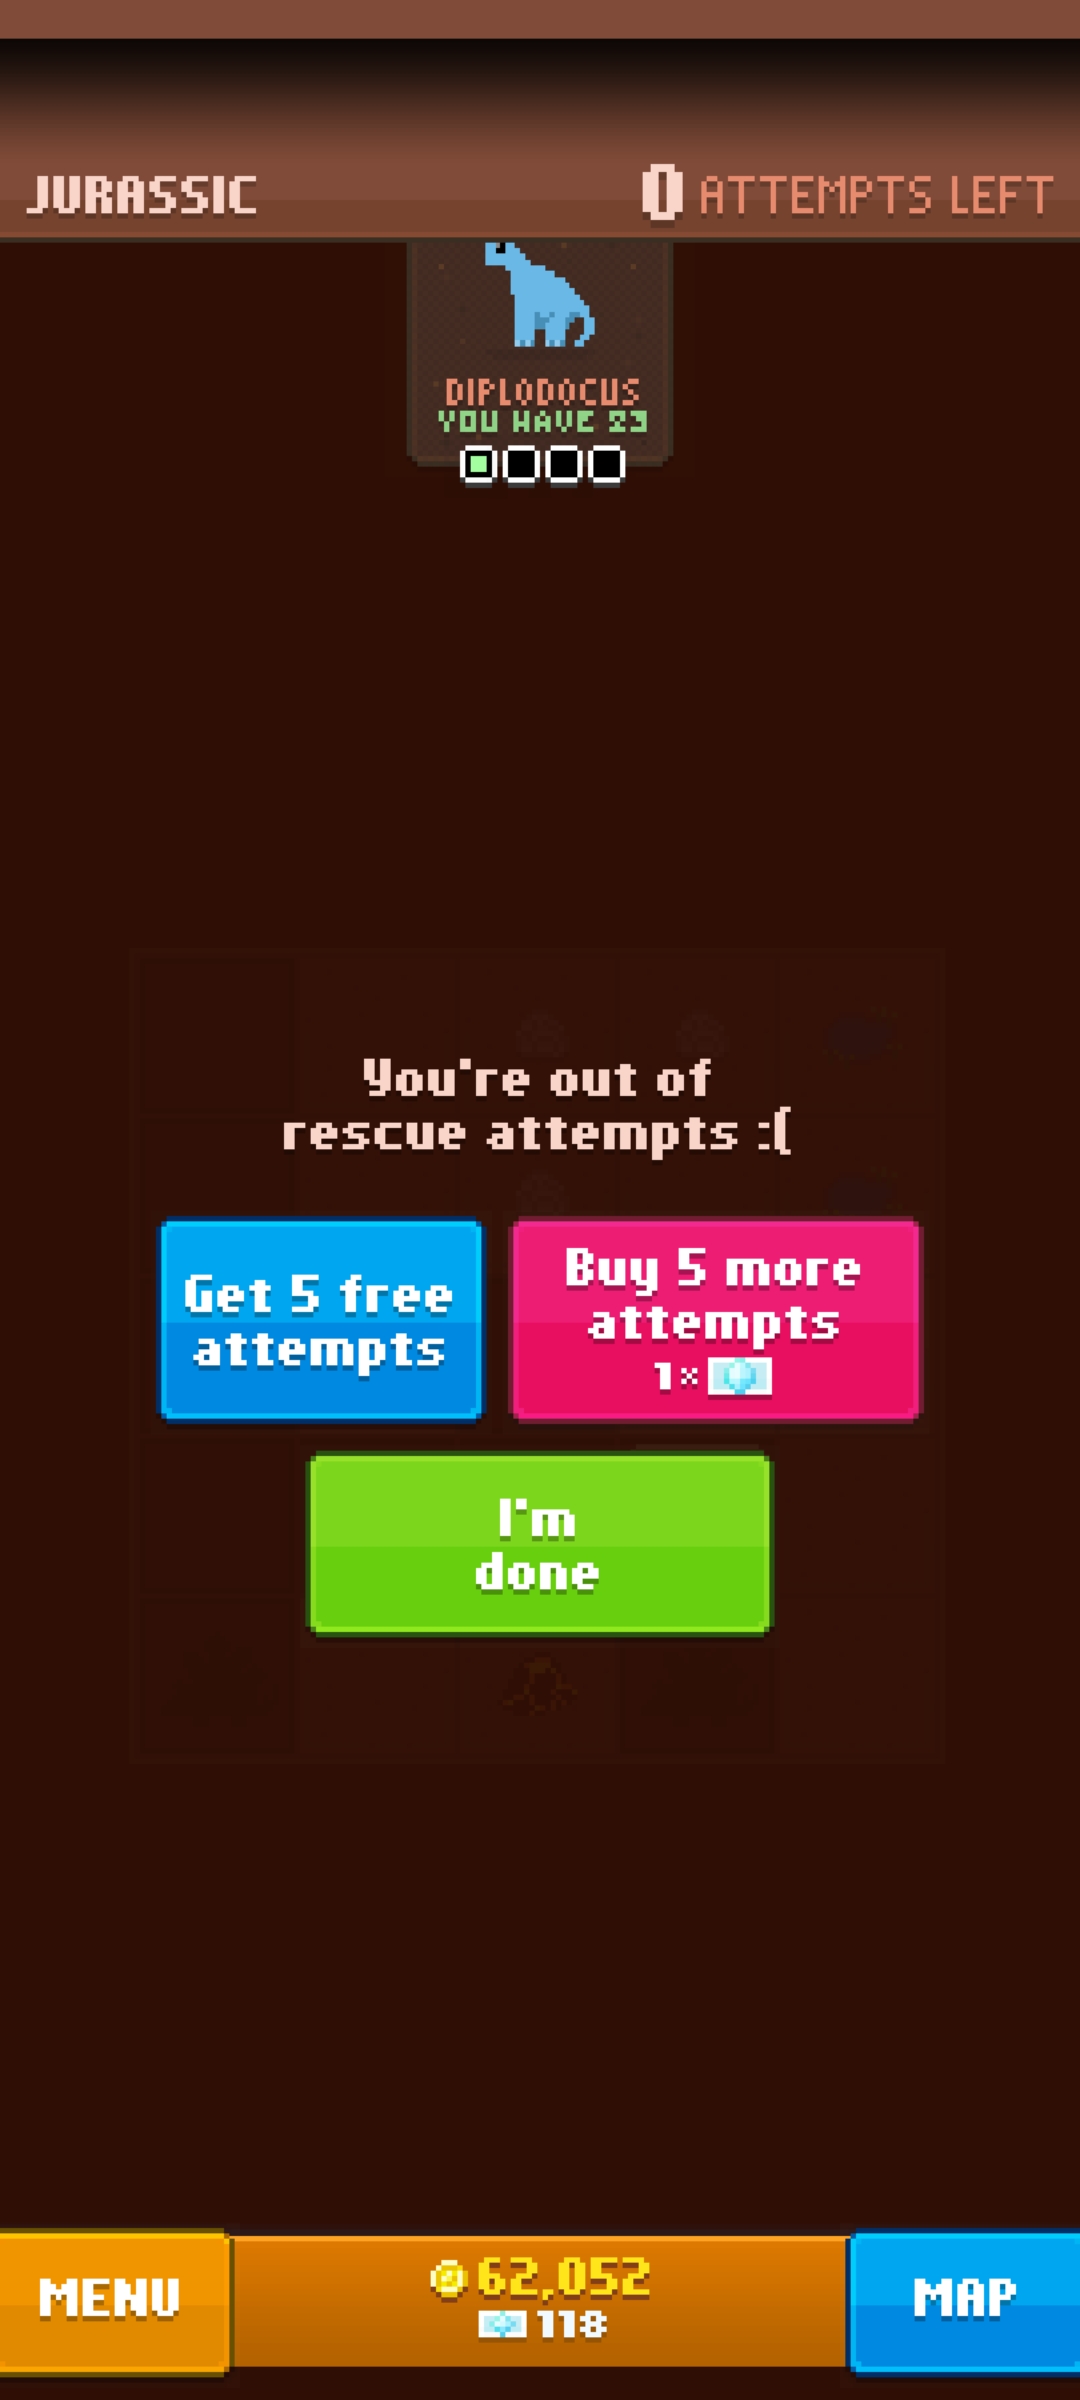 JURASSIC
0 ATTEMPTS LEFT
DIPLODOCUS
YOU HAVE 23
You're out of
rescue attempts :(
Get 5 free
attempts
Buy 5 more
attempts
1×
I'm
done
MENU
62,052
118
MAP